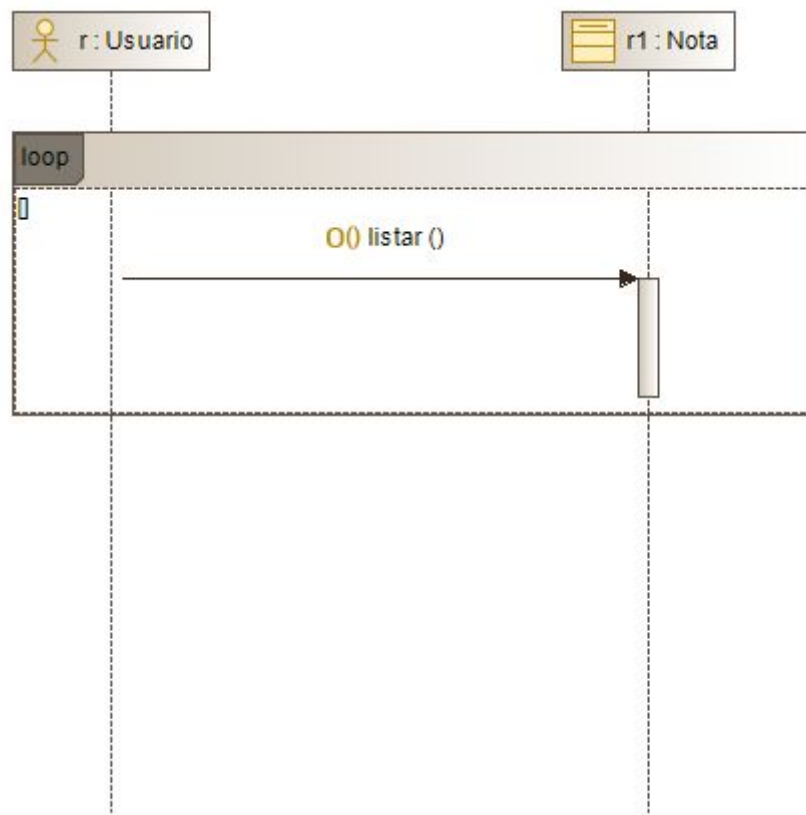 r : Usuario
r1 : Nota
loop
[]
O() listar ()